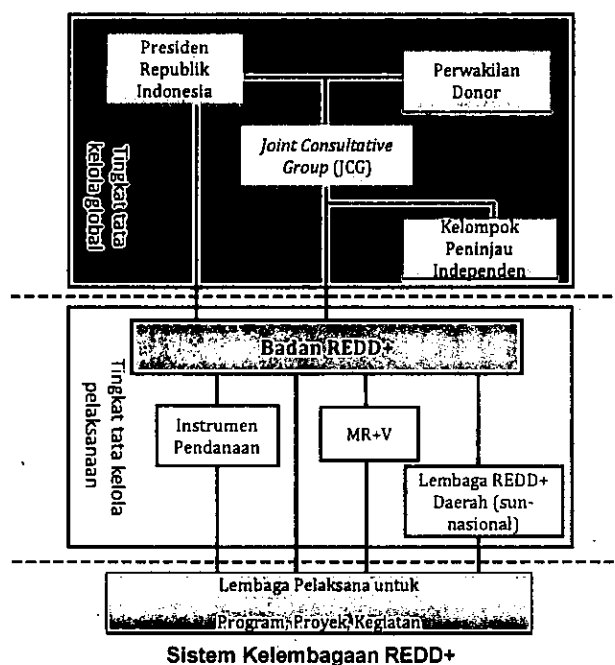 Presiden
Republik
Indonesia
Perwakilan
Donor
Joint Consultative
Group (JCG)
Tingkat tata
kelola global
Kelompok
Peninjau
Independen
Badan REDD+
Tingkat tata kelola
pelaksanaan
Instrumen
Pendanaan
MR+V
Lembaga REDD+
Daerah (sun-
nasional)
Lembaga Pelaksana untuk
Program, Proyek, Kegiatan
Sistem Kelembagaan REDD+